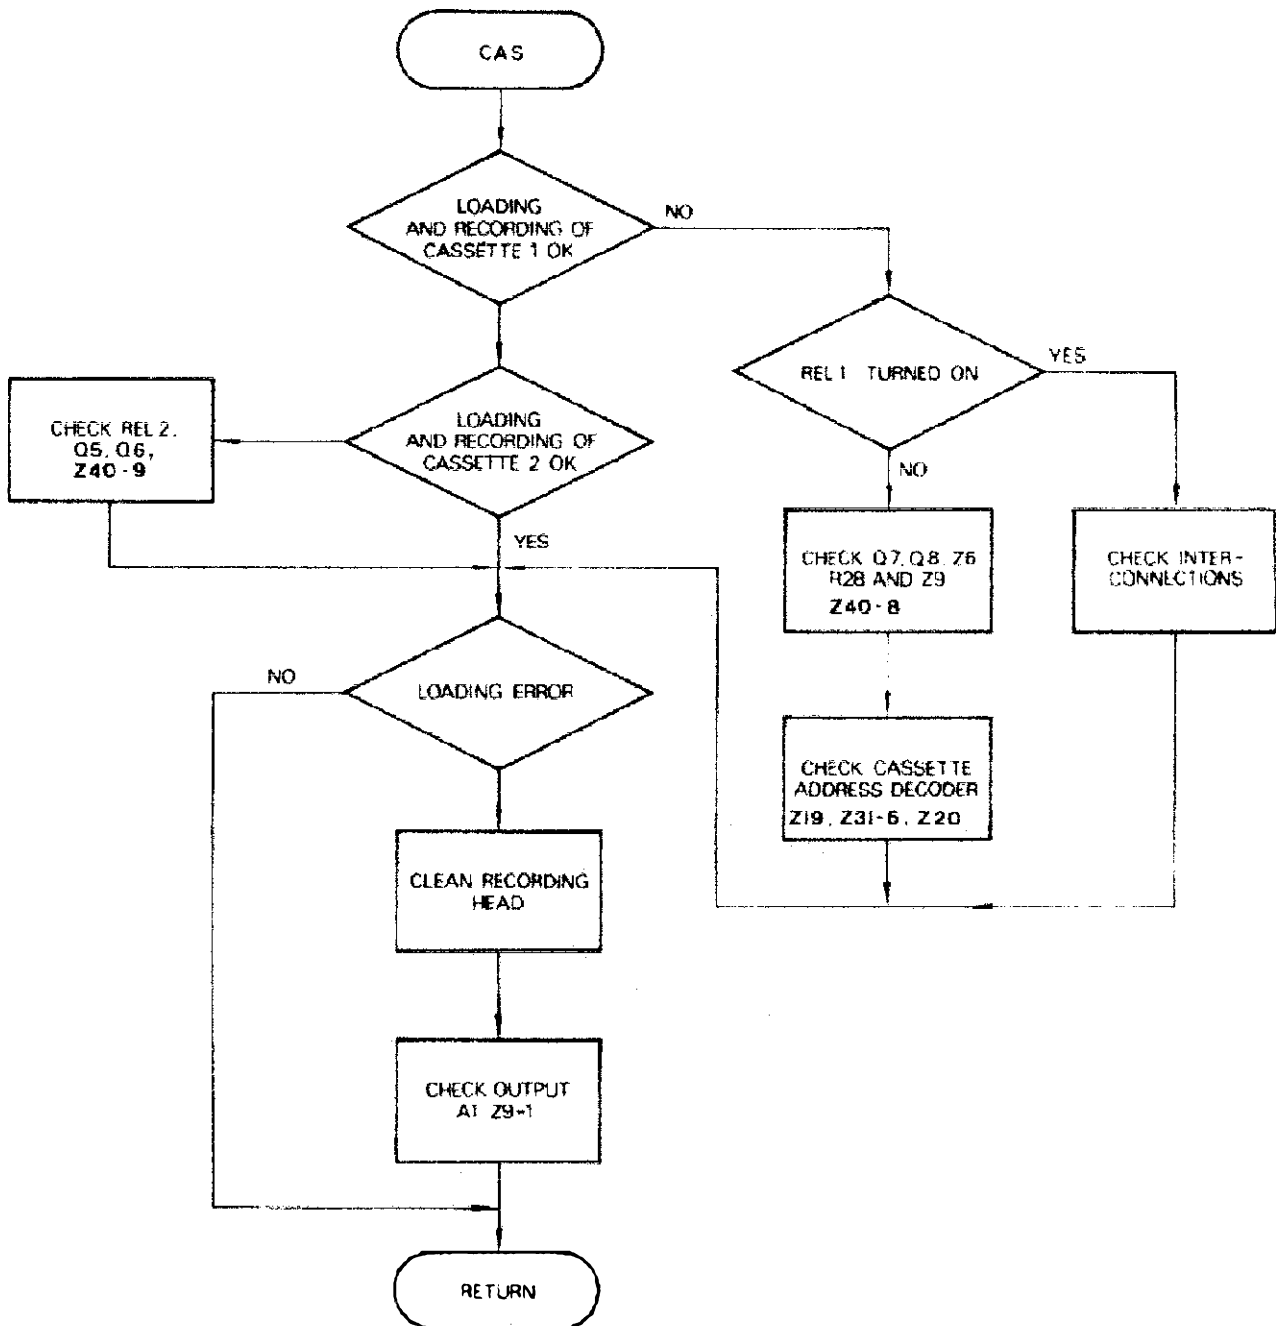 CAS
LOADING
AND RECORDING OF
CASSETTE 1 OK
NO
REL 1 TURNED ON
YES
LOADING
AND RECORDING OF
CASSETTE 2 OK
CHECK REL 2,
Q5, Q6,
Z40-9
NO
YES
CHECK Q7, Q8, Z6
R28 AND Z9
Z40-8
CHECK INTER-
CONNECTIONS
NO
LOADING ERROR
CHECK CASSETTE
ADDRESS DECODER
Z19, Z31-6, Z20
CLEAN RECORDING
HEAD
CHECK OUTPUT
AT Z9-1
RETURN